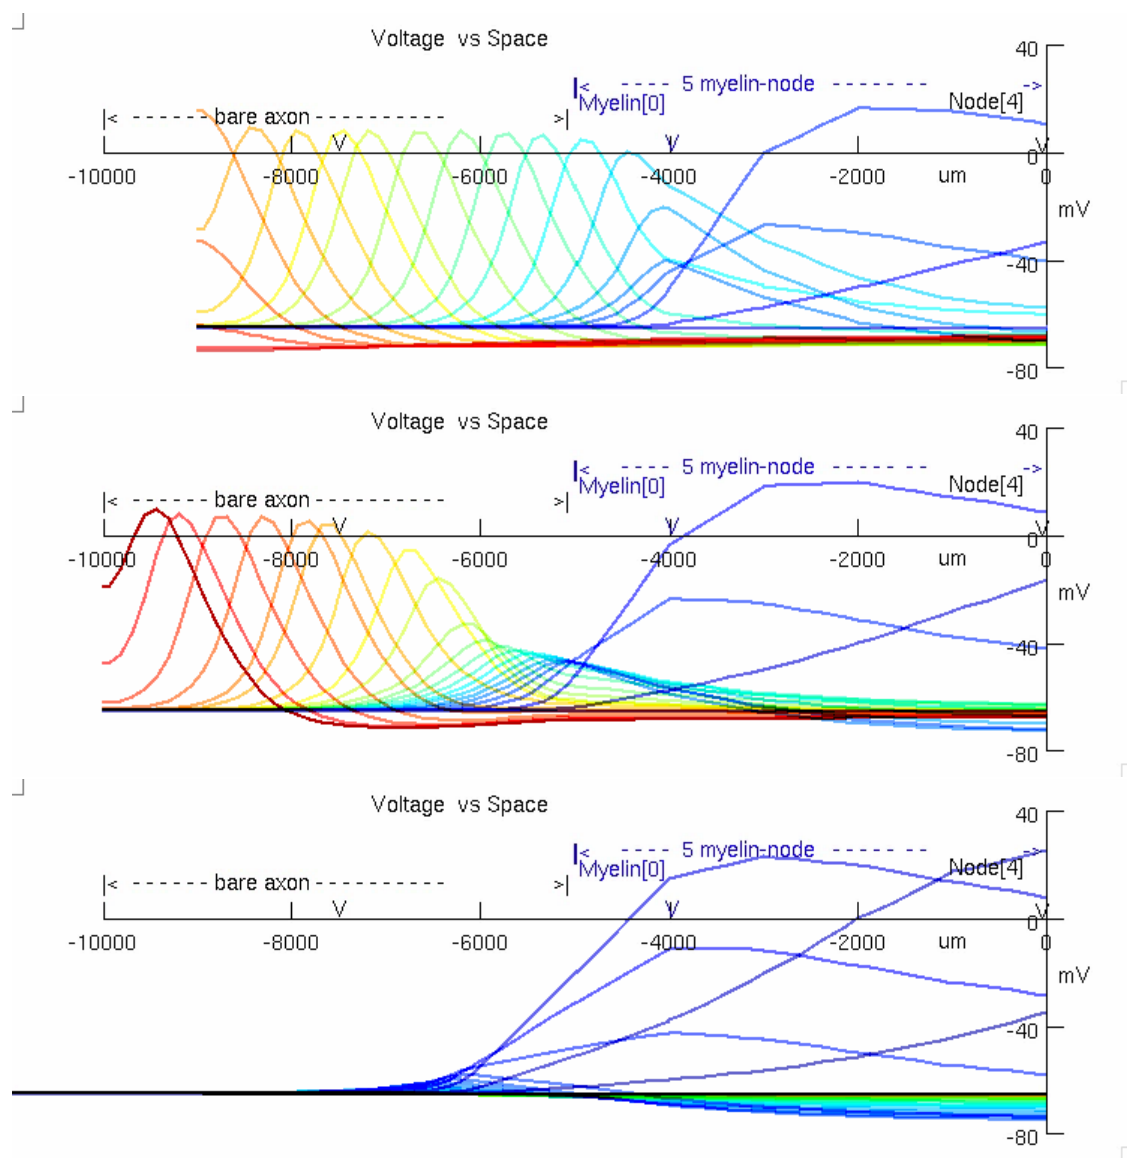 Voltage vs Space
40
|< - - - - - 5 myelin-node - - - - - - - ->
Myelin[0]
Node[4]
|< - - - - - - bare axon - - - - - - - - - >|
V V V
0
-10000 -8000 -6000 -4000 -2000 um 0
mV
-40
-80
Voltage vs Space
40
|< - - - - - 5 myelin-node - - - - - - - ->
Myelin[0]
Node[4]
|< - - - - - - bare axon - - - - - - - - - >|
V V V
0
-10000 -8000 -6000 -4000 -2000 um 0
mV
-40
-80
Voltage vs Space
40
|< - - - - - 5 myelin-node - - - - - - - ->
Myelin[0]
Node[4]
|< - - - - - - bare axon - - - - - - - - - >|
V V V
0
-10000 -8000 -6000 -4000 -2000 um 0
mV
-40
-80